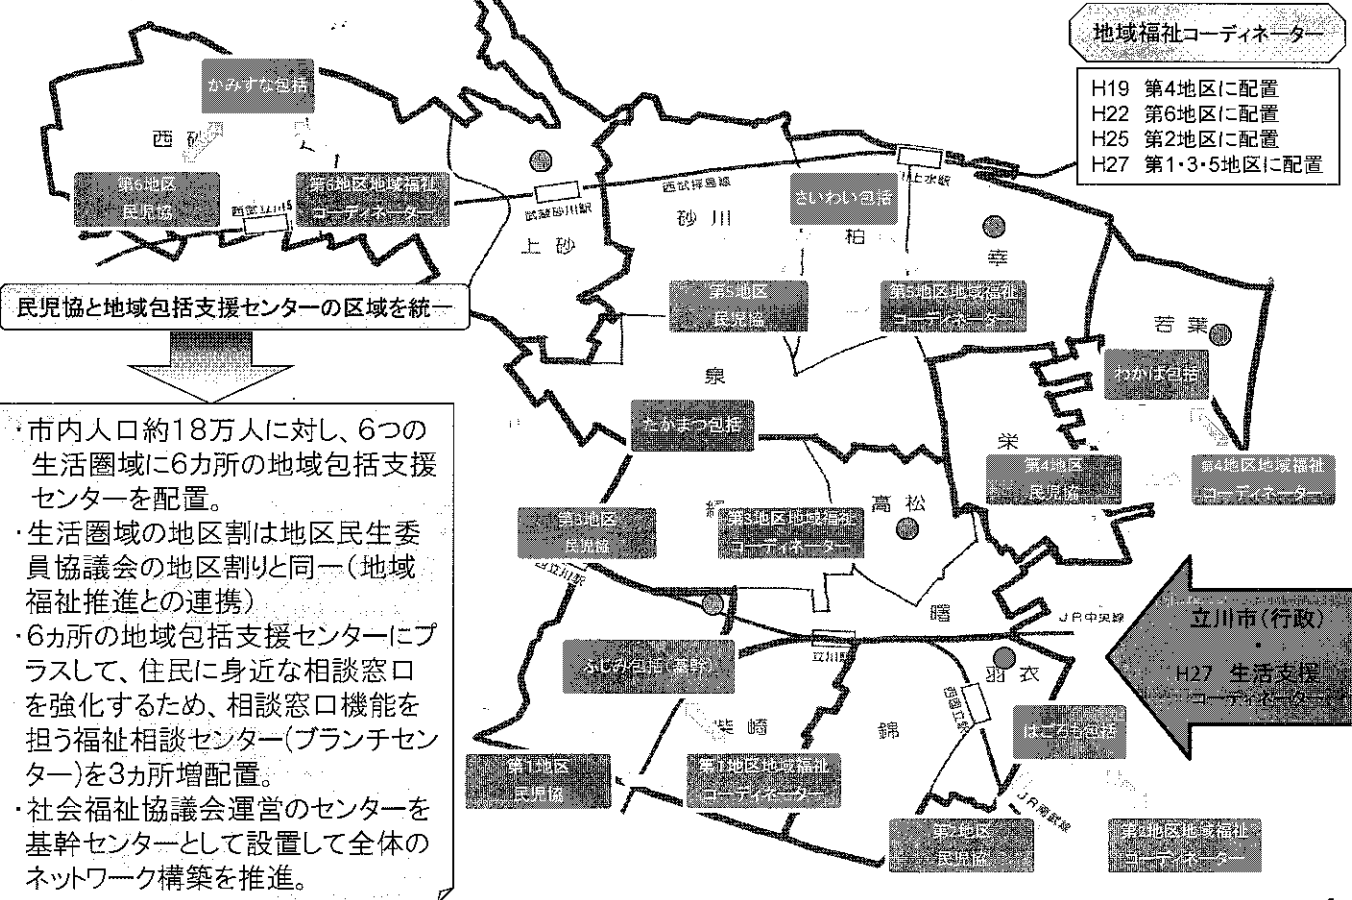 地域福祉コーディネーター
H19 第4地区に配置
H22 第6地区に配置
H25 第2地区に配置
H27 第1・3・5地区に配置
かみすな包括
西 砂
第6地区
民児協
第6地区地域福祉
コーディネーター
武蔵砂川駅
上 砂
西武拝島線
砂 川
さいわい包括
柏
幸
第5地区
民児協
第5地区地域福祉
コーディネーター
若 葉
わかば包括
民児協と地域包括支援センターの区域を統一
泉
たかまつ包括
栄
第4地区
民児協
第4地区地域福祉
コーディネーター
高 松
第3地区
民児協
第3地区地域福祉
コーディネーター
西立川駅
曙
JR中央線
立川駅
ふじみ包括(基幹)
羽 衣
西国立駅
はごろも包括
柴 崎
錦
第1地区
民児協
第1地区地域福祉
コーディネーター
JR南武線
第2地区
民児協
第2地区地域福祉
コーディネーター
立川市(行政)
・
H27 生活支援
コーディネーター
・市内人口約18万人に対し、6つの
生活圏域に6カ所の地域包括支援
センターを配置。
・生活圏域の地区割は地区民生委
員協議会の地区割りと同一(地域
福祉推進との連携)
・6ヵ所の地域包括支援センターにプ
ラスして、住民に身近な相談窓口
を強化するため、相談窓口機能を
担う福祉相談センター(ブランチセン
ター)を3ヵ所増配置。
・社会福祉協議会運営のセンターを
基幹センターとして設置して全体の
ネットワーク構築を推進。